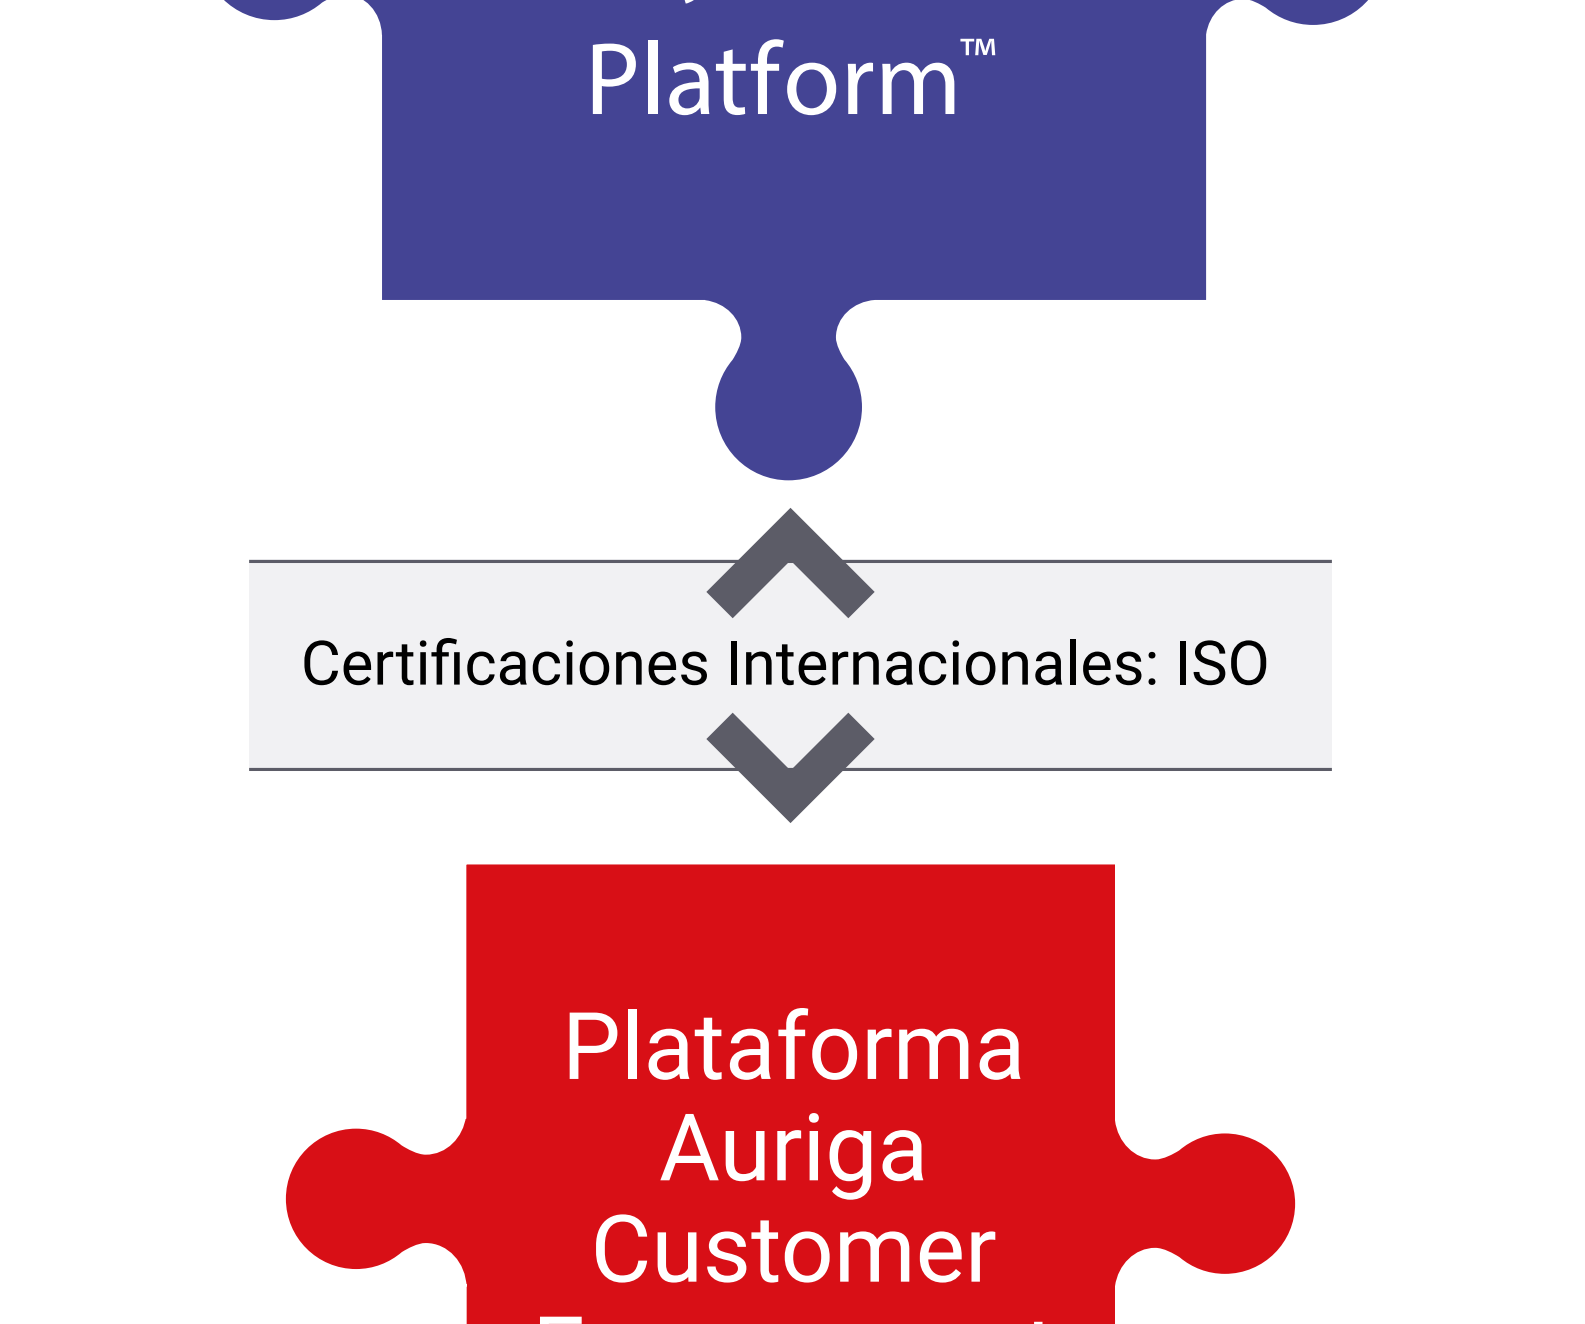 Platform™
Certificaciones Internacionales: ISO
Plataforma
Auriga
Customer